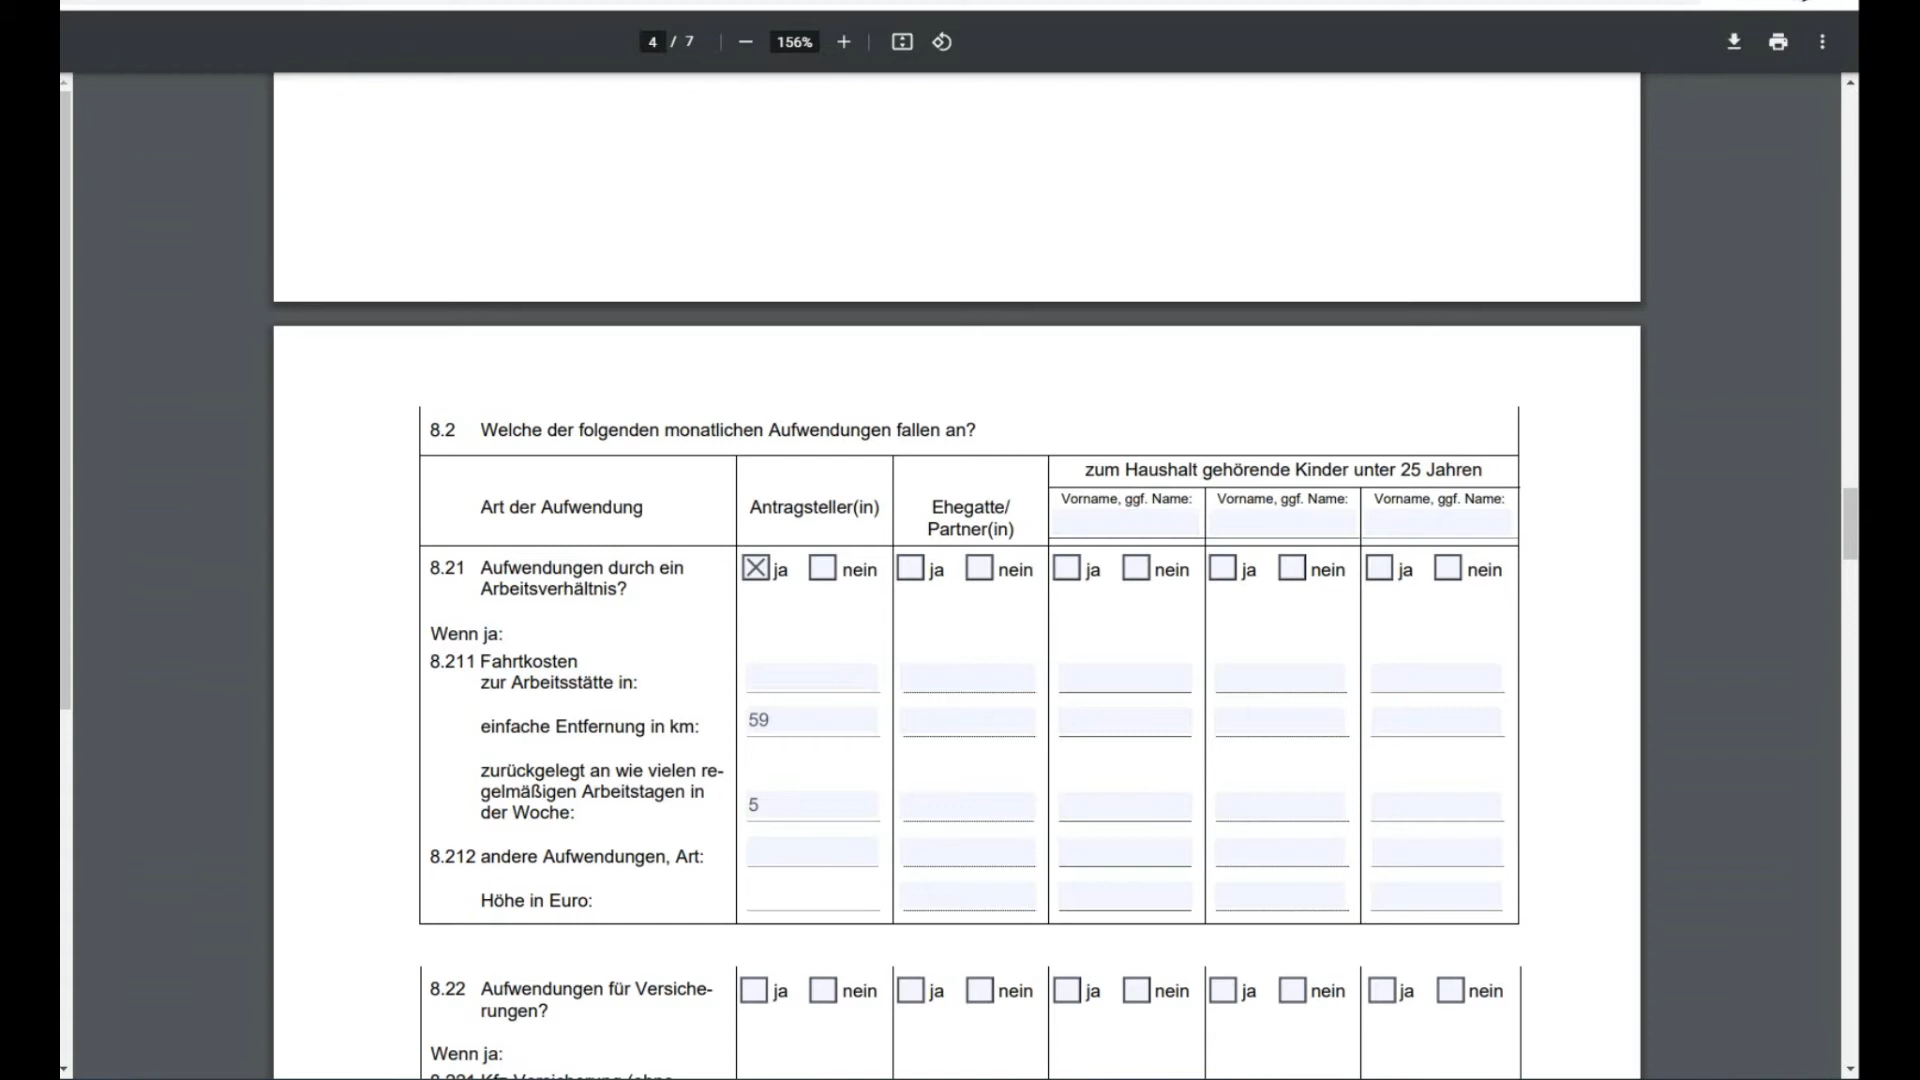 4 / 7 156%
8.2 Welche der folgenden monatlichen Aufwendungen fallen an?
zum Haushalt gehörende Kinder unter 25 Jahren
Art der Aufwendung Antragsteller(in) Ehegatte/ Vorname, ggf. Name: Vorname, ggf. Name: Vorname, ggf. Name:
Partner(in)
8.21 Aufwendungen durch ein ja nein ja nein ja nein ja nein ja nein
Arbeitsverhältnis?
Wenn ja:
8.211 Fahrtkosten
zur Arbeitsstätte in:
einfache Entfernung in km: 59
zurückgelegt an wie vielen re-
gelmäßigen Arbeitstagen in
der Woche: 5
8.212 andere Aufwendungen, Art:
Höhe in Euro:
8.22 Aufwendungen für Versiche- ja nein ja nein ja nein ja nein ja nein
rungen?
Wenn ja: